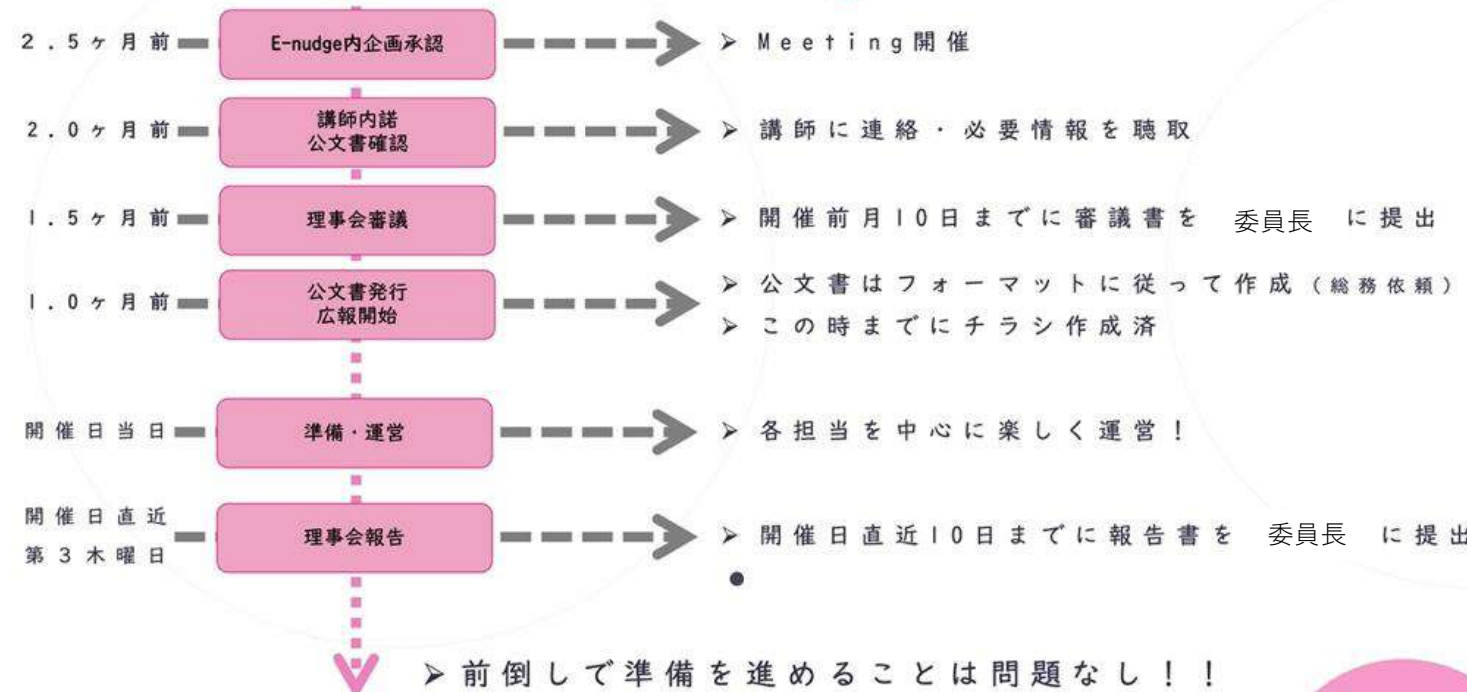 2.5ヶ月前 E-nudge内企画承認 ➢ Meeting開催
2.0ヶ月前 講師内諾 ➢ 講師に連絡・必要情報を聴取
公文書確認
1.5ヶ月前 理事会審議 ➢ 開催前月10日までに審議書を 委員長 に提出
1.0ヶ月前 公文書発行 ➢ 公文書はフォーマットに従って作成(総務依頼)
広報開始 ➢ この時までにチラシ作成済
開催日当日 準備・運営 ➢ 各担当を中心に楽しく運営!
開催日直近
第3木曜日 理事会報告 ➢ 開催日直近10日までに報告書を 委員長 に提出
➢ 前倒しで準備を進めることは問題なし!!